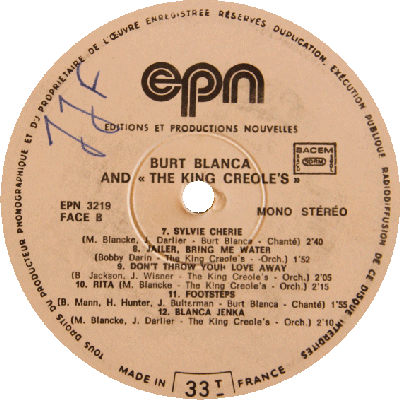 TOUS DROITS DU PRODUCTEUR PHONOGRAPHIQUE ET DU PROPRIETAIRE DE L'ŒUVRE ENREGISTRÉE RÉSERVÉS DUPLICATION, EXÉCUTION PUBLIQUE RADIODIFFUSION DE CE DISQUE INTERDITES
epn
EDITIONS ET PRODUCTIONS NOUVELLES
BURT BLANCA
AND « THE KING CREOLE'S »
SACEM
SDRM
EPN 3219
FACE B
MONO STÉRÉO
7. SYLVIE CHERIE
(M. Blancke, J. Darlier - Burt Blanca - Chanté) 2'40
8. JAILER, BRING ME WATER
(Bobby Darin - The King Creole's - Orch.) 1'52
9. DON'T THROW YOUR LOVE AWAY
(B. Jackson, J. Wisner - The King Creole's - Orch.) 2'05
10. RITA (M. Blancke - The King Creole's - Orch.) 2'15
11. FOOTSTEPS
(B. Mann, H. Hunter, J. Bulterman - Burt Blanca - Chanté) 1'55
12. BLANCA JENKA
(M. Blancke, J. Darlier - The King Creole's - Orch.) 2'10
MADE IN 33T FRANCE